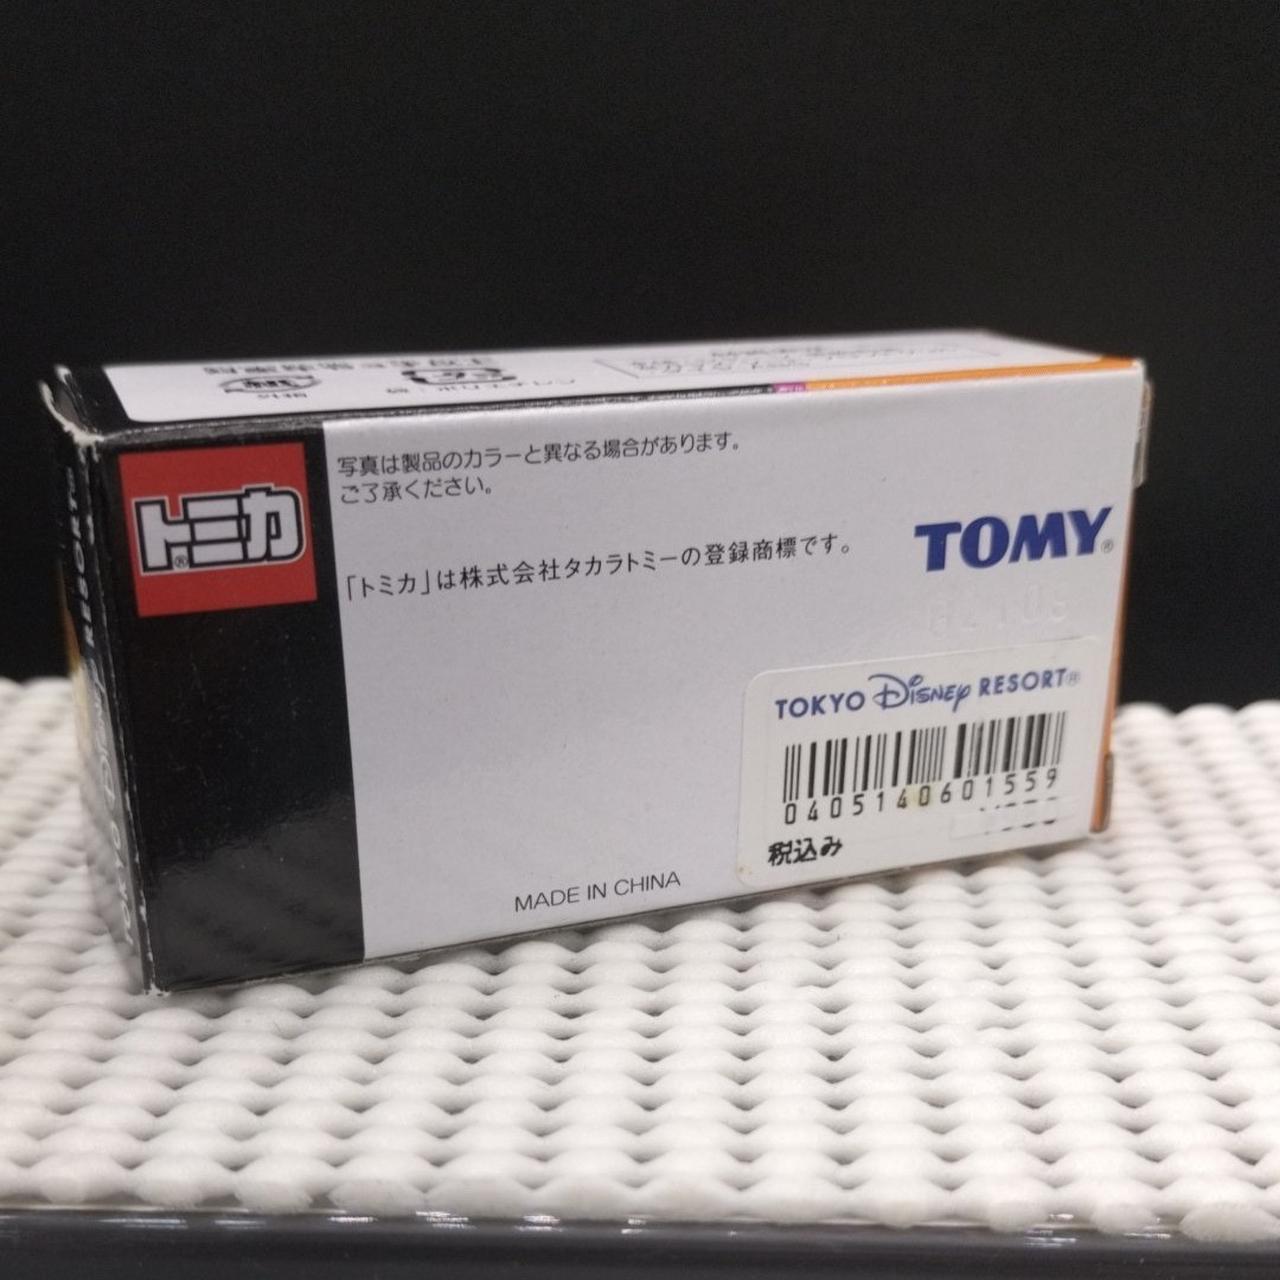 トミカ®
写真は製品のカラーと異なる場合があります。
ご了承ください。
「トミカ」は株式会社タカラトミーの登録商標です。
TOMY®
TOKYO Disney RESORT®
0405140601559
税込み
MADE IN CHINA
RESORT